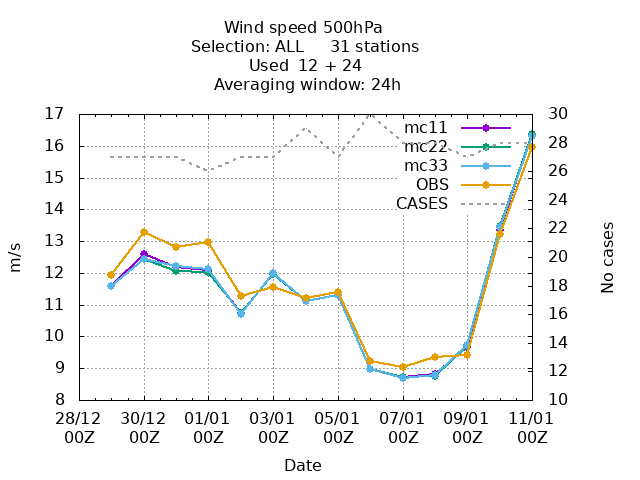 Wind speed 500hPa
Selection: ALL     31 stations
Used  12 + 24
Averaging window: 24h
17
16
15
14
13
12
11
10
9
8
m/s
30
28
26
24
22
20
18
16
14
12
10
No cases
mc11
mc22
mc33
OBS
CASES
28/12 30/12 01/01 03/01 05/01 07/01 09/01 11/01
00Z 00Z 00Z 00Z 00Z 00Z 00Z 00Z
Date